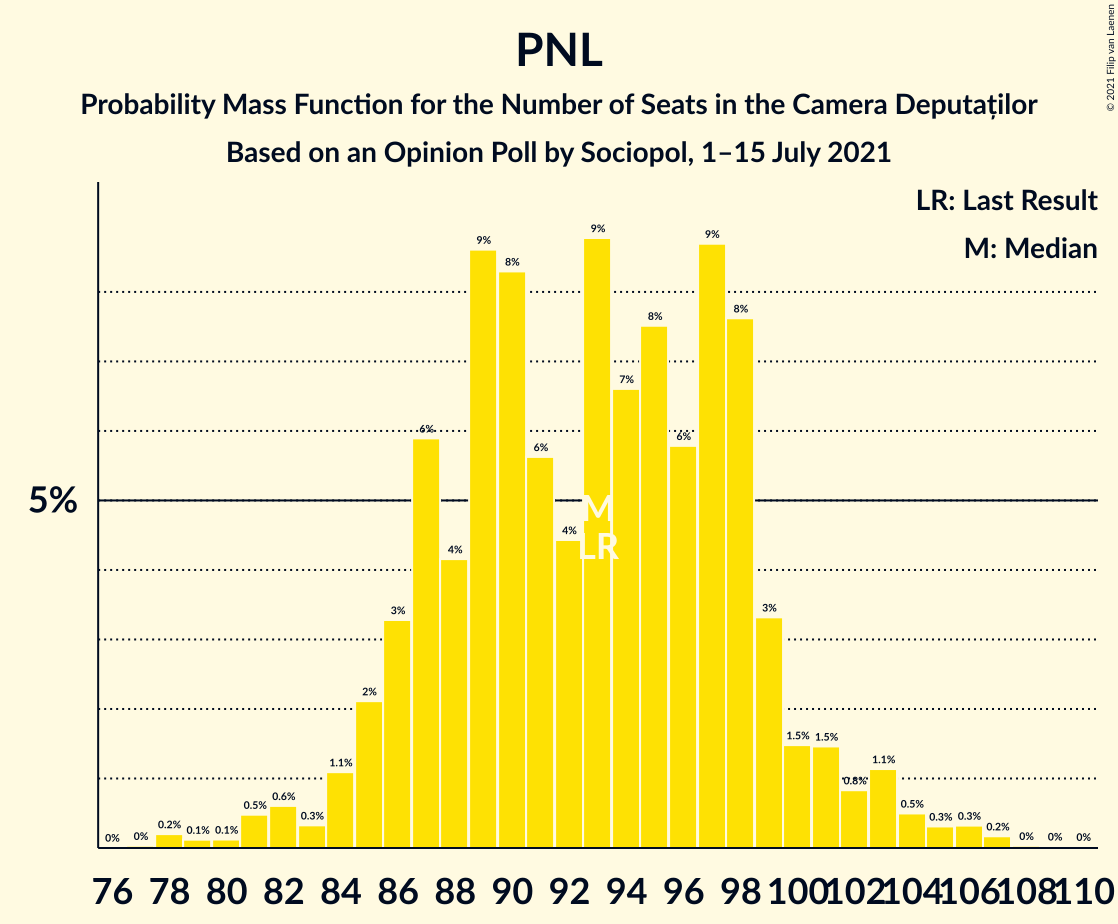 PNL
Probability Mass Function for the Number of Seats in the Camera Deputaților
Based on an Opinion Poll by Sociopol, 1–15 July 2021
© 2021 Filip van Laenen
LR: Last Result
M: Median
5%
0% 0% 0.2% 0.1% 0.1% 0.5% 0.6% 0.3% 1.1% 2% 3% 6% 4% 9% 8% 6% 4% 9% 7% 8% 6% 9% 8% 3% 1.5% 1.5% 0.8% 1.1% 0.5% 0.3% 0.3% 0.2% 0% 0% 0%
M
LR
76 78 80 82 84 86 88 90 92 94 96 98 100 102 104 106 108 110